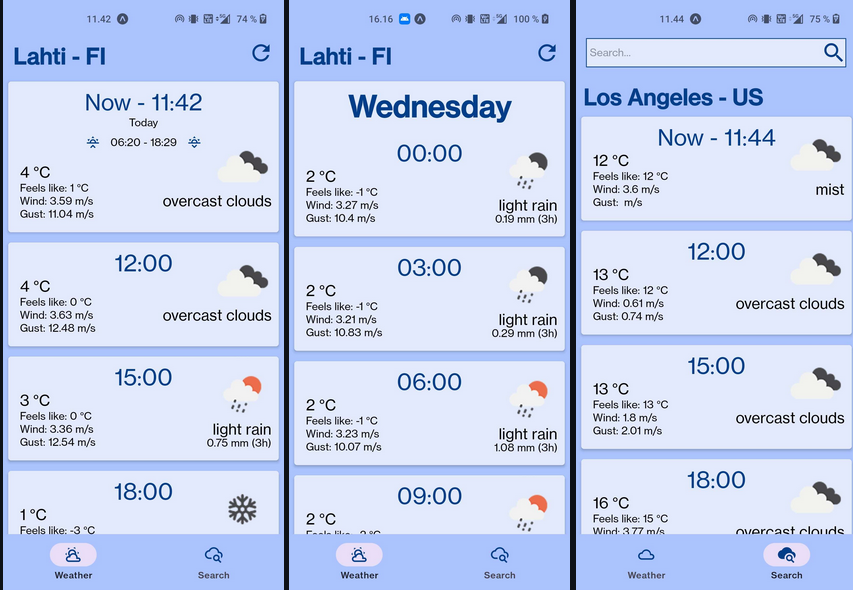 11.42
74 %
Lahti - FI
Now - 11:42
Today
06:20 - 18:29
4 °C
Feels like: 1 °C
Wind: 3.59 m/s
Gust: 11.04 m/s
overcast clouds
12:00
4 °C
Feels like: 0 °C
Wind: 3.63 m/s
Gust: 12.48 m/s
overcast clouds
15:00
3 °C
Feels like: 0 °C
Wind: 3.36 m/s
Gust: 12.54 m/s
light rain
0.75 mm (3h)
18:00
1 °C
Feels like: -3 °C
Weather
Search
16.16
100 %
Lahti - FI
Wednesday
00:00
2 °C
Feels like: -1 °C
Wind: 3.27 m/s
Gust: 10.4 m/s
light rain
0.19 mm (3h)
03:00
2 °C
Feels like: -1 °C
Wind: 3.21 m/s
Gust: 10.83 m/s
light rain
0.29 mm (3h)
06:00
2 °C
Feels like: -1 °C
Wind: 3.23 m/s
Gust: 10.07 m/s
light rain
1.08 mm (3h)
09:00
2 °C
Weather
Search
11.44
75 %
Search...
Los Angeles - US
Now - 11:44
12 °C
Feels like: 12 °C
Wind: 3.6 m/s
Gust: m/s
mist
12:00
13 °C
Feels like: 12 °C
Wind: 0.61 m/s
Gust: 0.74 m/s
overcast clouds
15:00
13 °C
Feels like: 13 °C
Wind: 1.8 m/s
Gust: 2.01 m/s
overcast clouds
18:00
16 °C
Feels like: 15 °C
Wind: 3.77 m/s
overcast clouds
Weather
Search